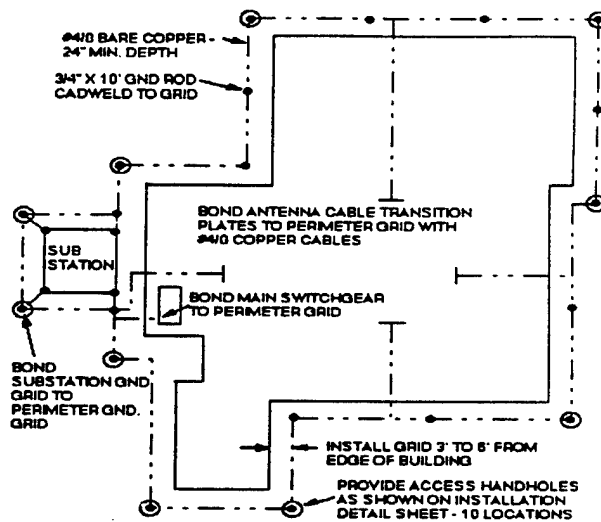 #4/0 BARE COPPER -
24" MIN. DEPTH
3/4" X 10' GND ROD
CADWELD TO GRID
BOND ANTENNA CABLE TRANSITION
PLATES TO PERIMETER GRID WITH
#4/0 COPPER CABLES
SUB
STATION
BOND MAIN SWITCHGEAR
TO PERIMETER GRID
BOND
SUBSTATION GND
GRID TO
PERIMETER GND.
GRID
INSTALL GRID 3' TO 6' FROM
EDGE OF BUILDING
PROVIDE ACCESS HANDHOLES
AS SHOWN ON INSTALLATION
DETAIL SHEET - 10 LOCATIONS